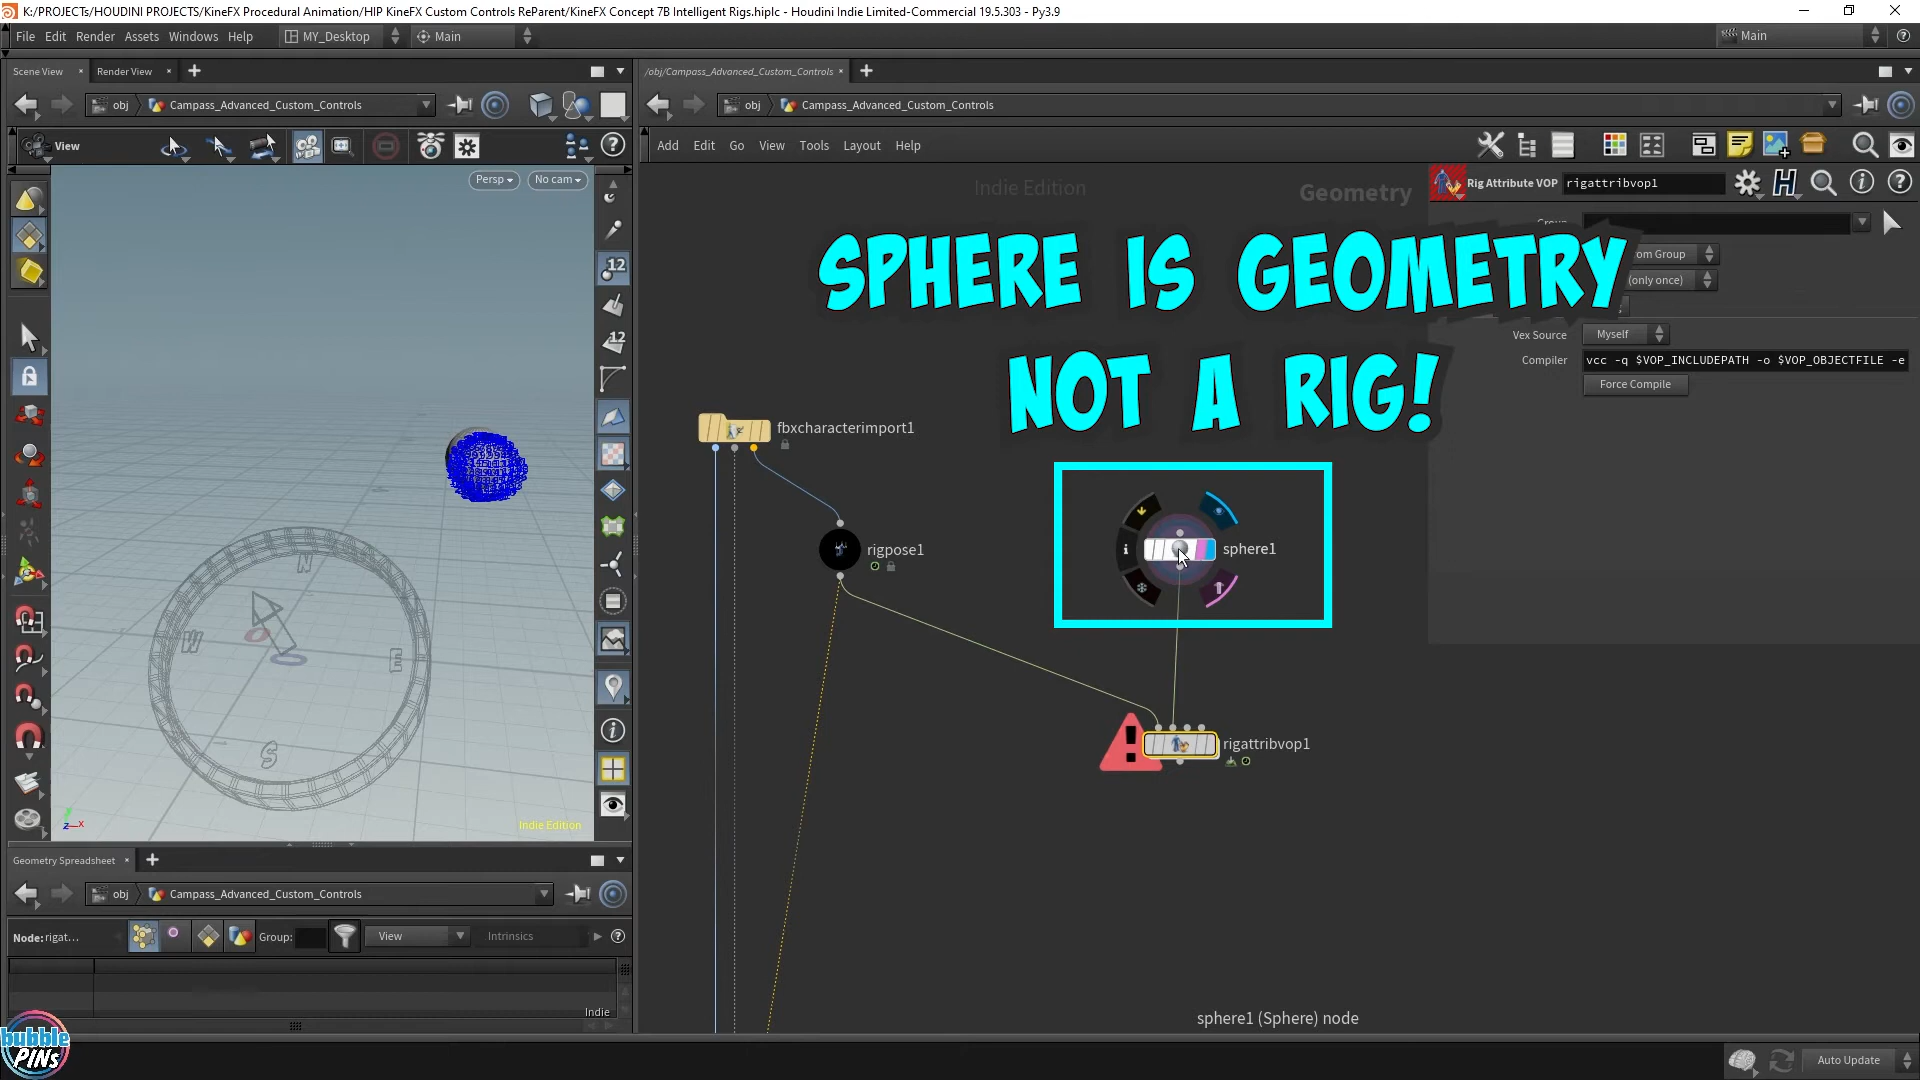 K:/PROJECTs/HOUDINI PROJECTS/KineFX Procedural Animation/HIP KineFX Custom Controls ReParent/KineFX Concept 7B Intelligent Rigs.hiplc - Houdini Indie Limited-Commercial 19.5.303 - Py3.9
File Edit Render Assets Windows Help MY_Desktop Main Main
Scene View Render View /obj/Campass_Advanced_Custom_Controls
obj Campass_Advanced_Custom_Controls obj Campass_Advanced_Custom_Controls
View Add Edit Go View Tools Layout Help
Persp No cam Indie Edition Geometry Rig Attribute VOP rigattribvop1
SPHERE IS GEOMETRY
om Group
(only once)
Vex Source Myself
Compiler vcc -q $VOP_INCLUDEPATH -o $VOP_OBJECTFILE -e
Force Compile
NOT A RIG!
12
12
fbxcharacterimport1
rigpose1
sphere1
rigattribvop1
N
W
E
S
z x
Indie Edition
Geometry Spreadsheet
obj Campass_Advanced_Custom_Controls
Node: rigat... Group: View Intrinsics
Indie
bubble
PINs
sphere1 (Sphere) node
Auto Update